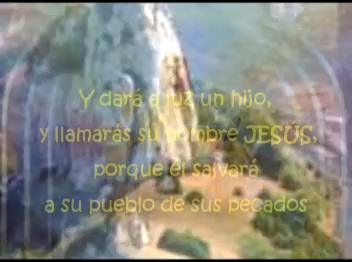 Y dará a luz un hijo,
y llamarás su nombre JESÚS,
porque él salvará
a su pueblo de sus pecados